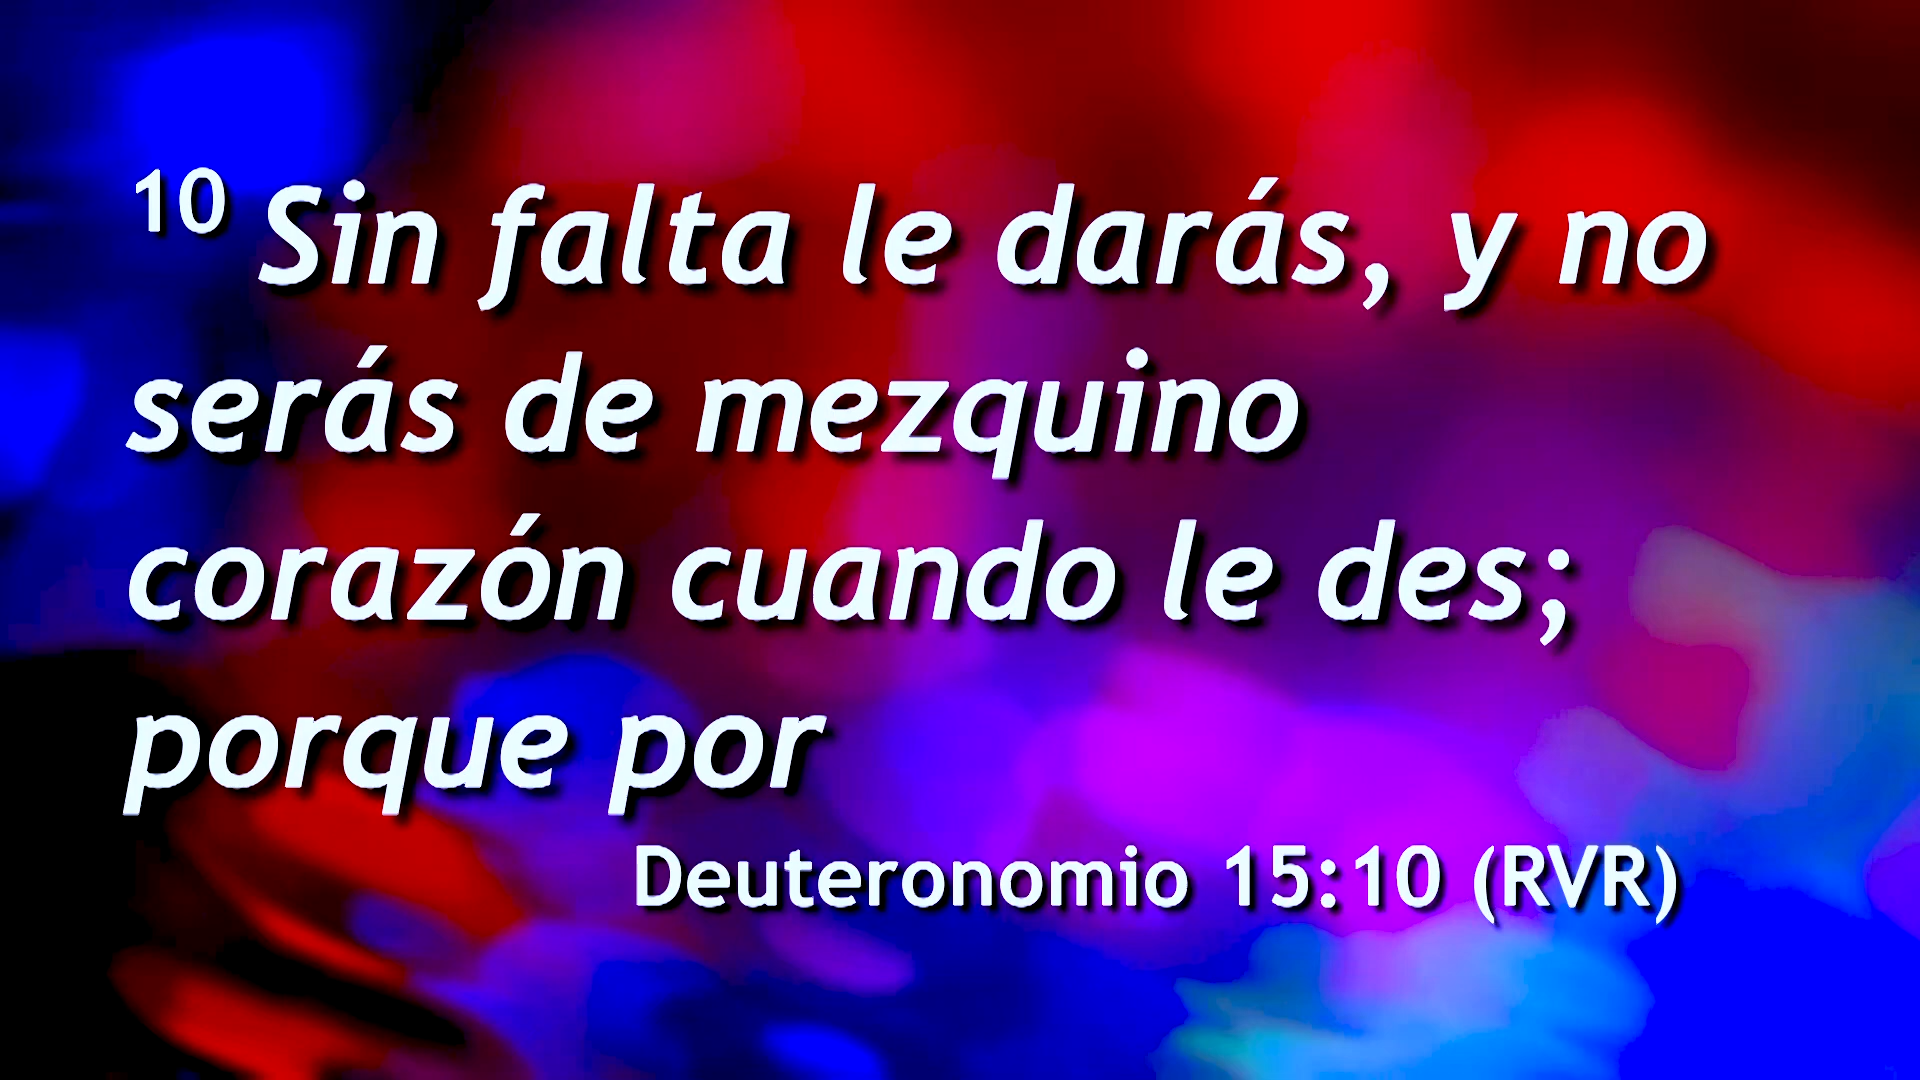 10 Sin falta le darás, y no
serás de mezquino
corazón cuando le des;
porque por
Deuteronomio 15:10 (RVR)